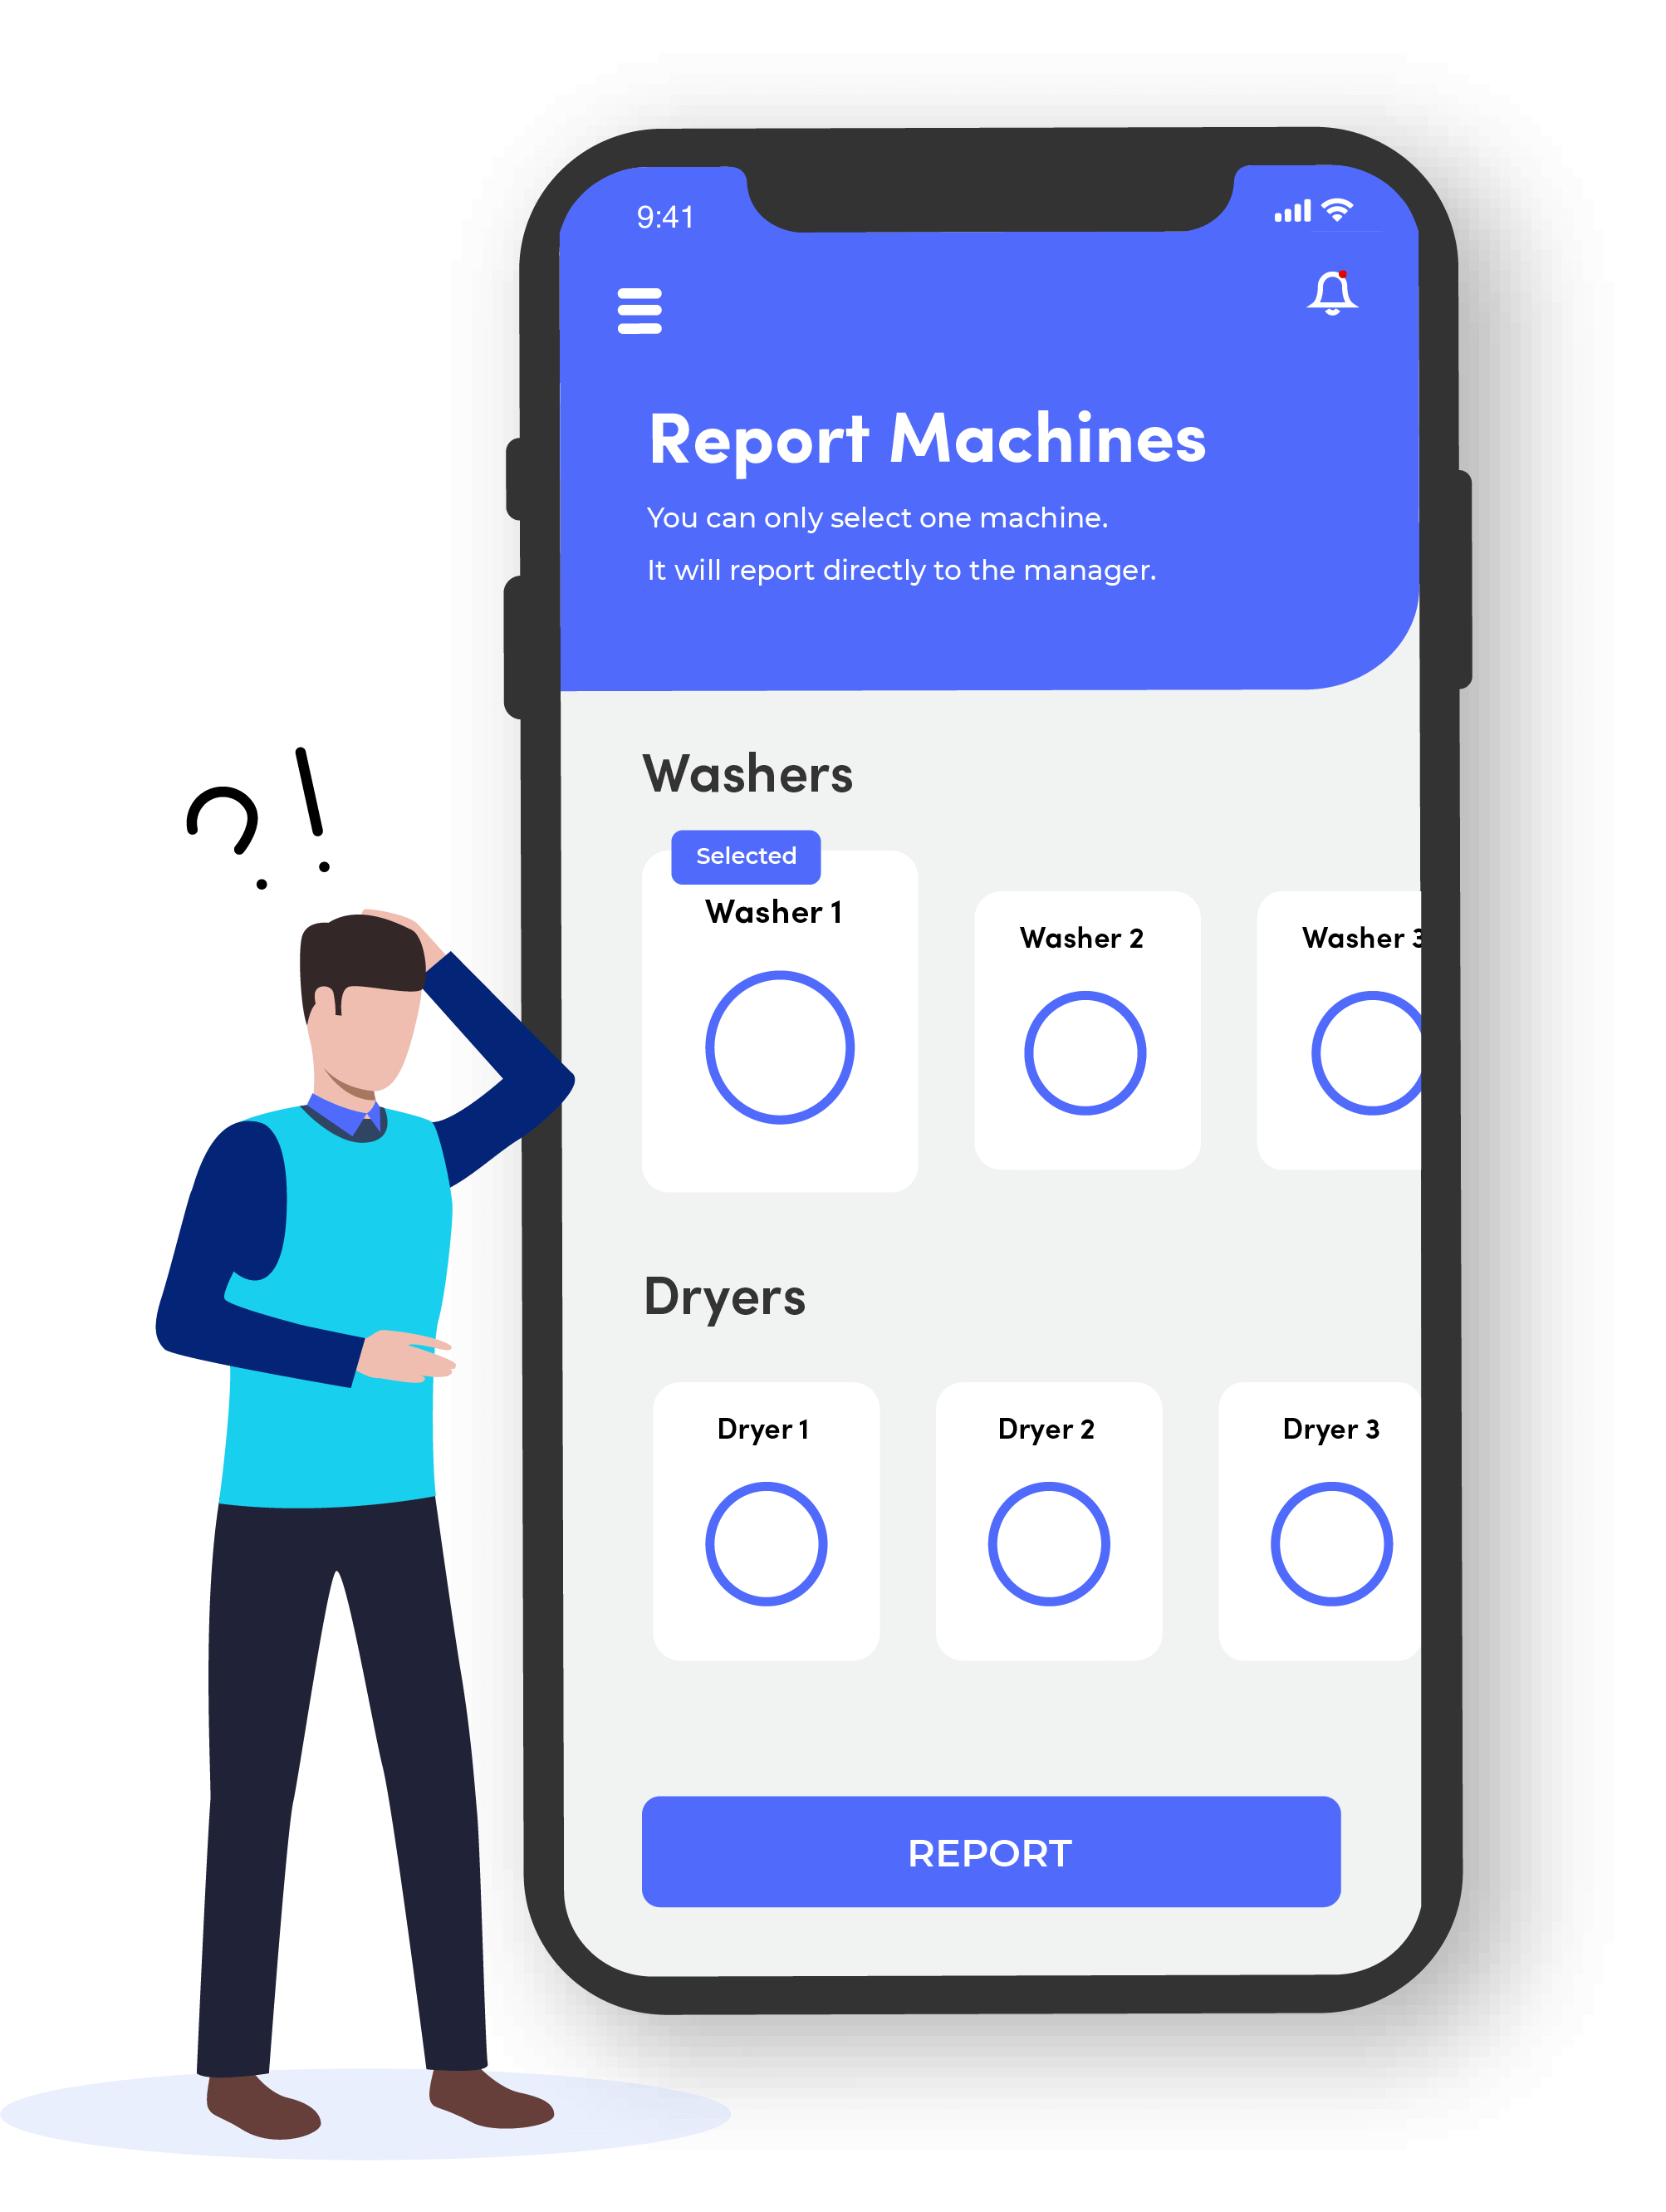 9:41
Report Machines
You can only select one machine.
It will report directly to the manager.
?!
Washers
Selected
Washer 1
Washer 2
Washer 3
Dryers
Dryer 1
Dryer 2
Dryer 3
REPORT